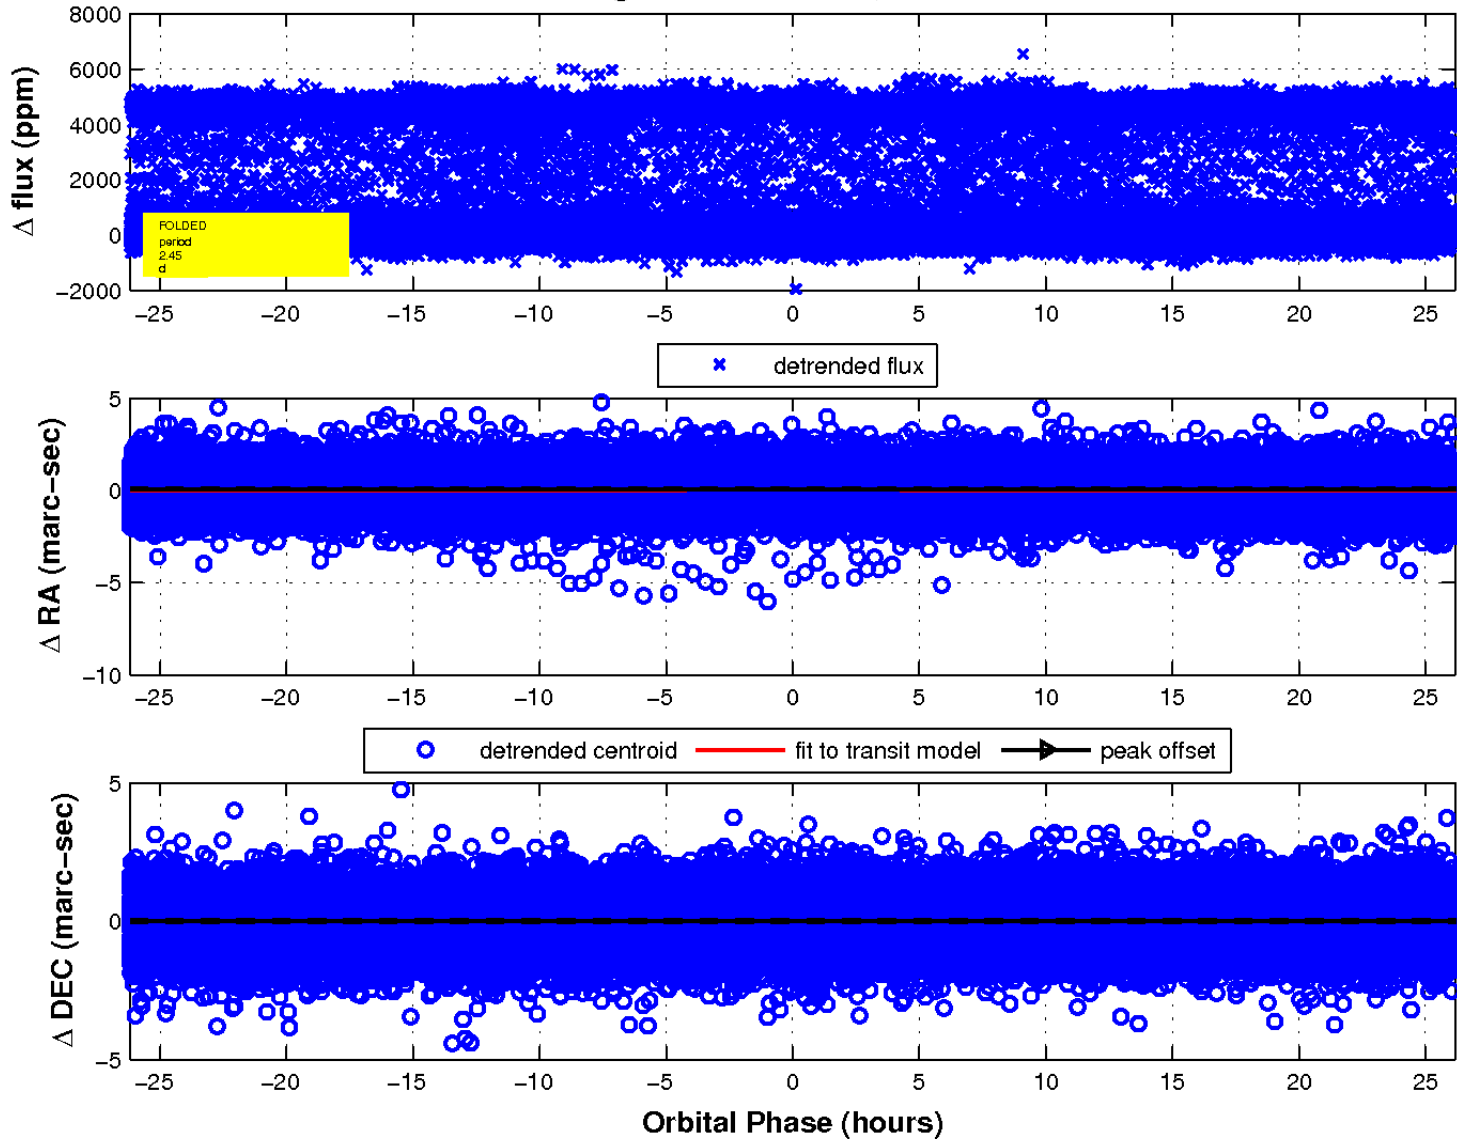 8000
6000
4000
2000
0
−2000
Δ flux (ppm)
FOLDED
period
2.45
d
−25 −20 −15 −10 −5 0 5 10 15 20 25
detrended flux
5
0
−5
−10
Δ RA (marc−sec)
−25 −20 −15 −10 −5 0 5 10 15 20 25
detrended centroid fit to transit model peak offset
5
0
−5
Δ DEC (marc−sec)
−25 −20 −15 −10 −5 0 5 10 15 20 25
Orbital Phase (hours)